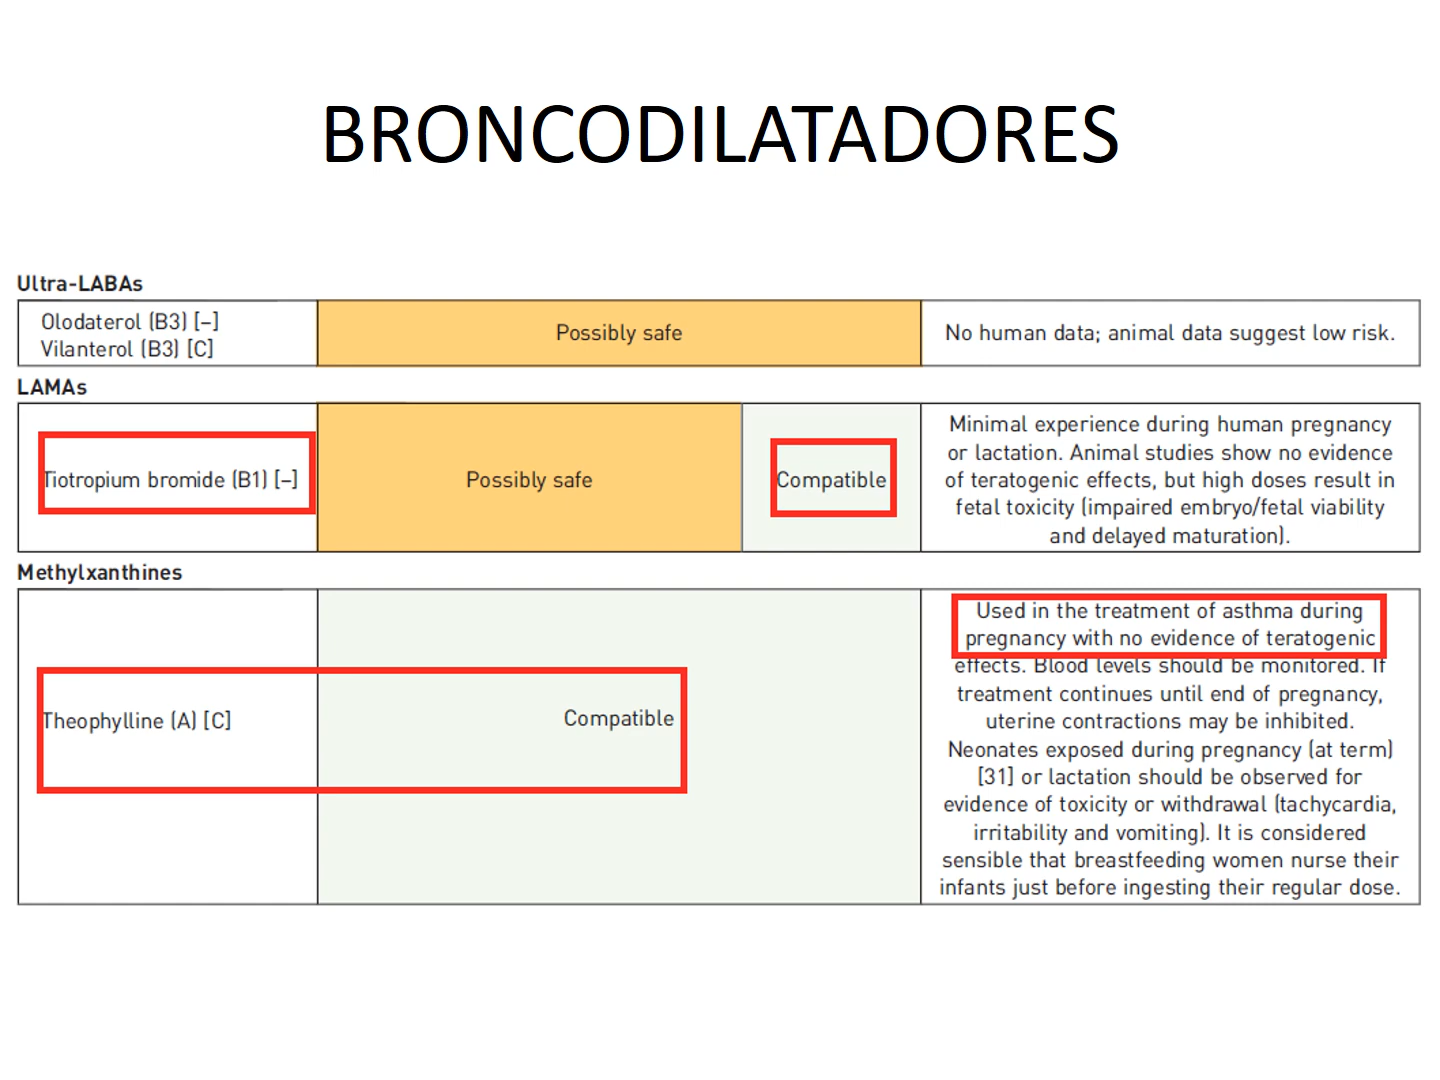 BRONCODILATADORES
Ultra-LABAs
Olodaterol (B3) [–]
Vilanterol (B3) [C]
Possibly safe
No human data; animal data suggest low risk.
LAMAs
Tiotropium bromide (B1) [–]
Possibly safe
Compatible
Minimal experience during human pregnancy
or lactation. Animal studies show no evidence
of teratogenic effects, but high doses result in
fetal toxicity (impaired embryo/fetal viability
and delayed maturation).
Methylxanthines
Theophylline (A) [C]
Compatible
Used in the treatment of asthma during
pregnancy with no evidence of teratogenic
effects. Blood levels should be monitored. If
treatment continues until end of pregnancy,
uterine contractions may be inhibited.
Neonates exposed during pregnancy (at term)
[31] or lactation should be observed for
evidence of toxicity or withdrawal (tachycardia,
irritability and vomiting). It is considered
sensible that breastfeeding women nurse their
infants just before ingesting their regular dose.